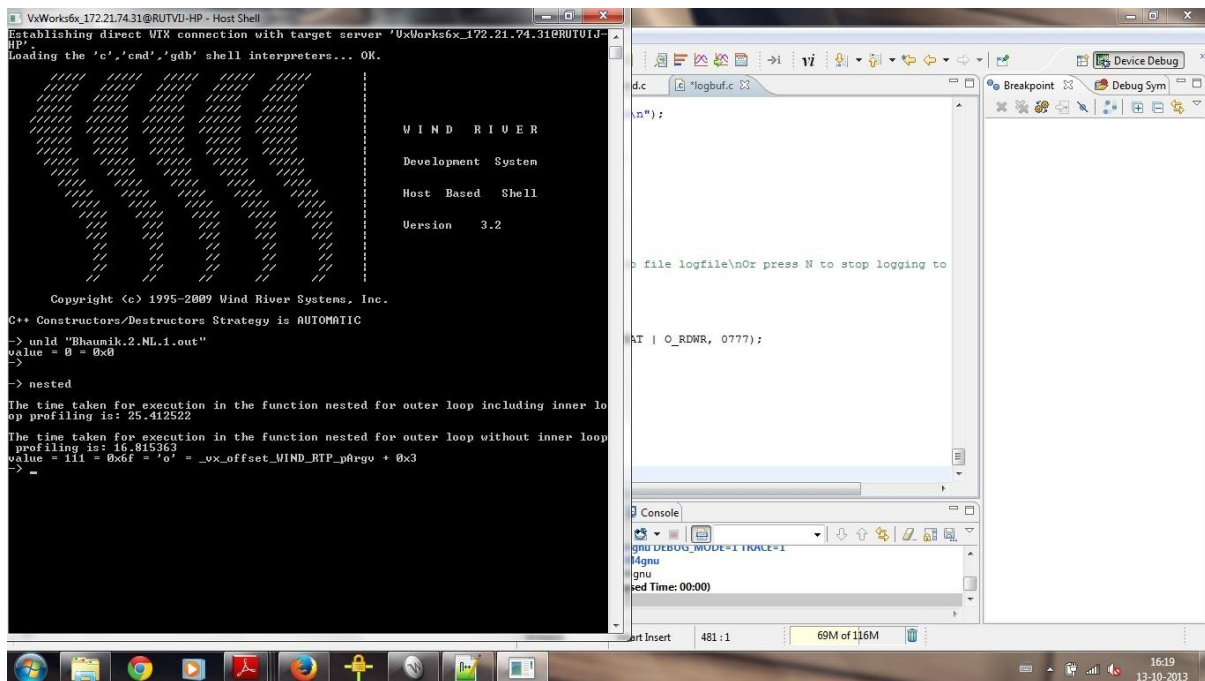 VxWorks6x_172.21.74.31@RUTVIJ-HP - Host Shell
Establishing direct WTX connection with target server 'VxWorks6x_172.21.74.31@RUTVIJ-
HP'.
Loading the 'c','cmd','gdb' shell interpreters... OK.
W I N D   R I V E R
Development System
Host Based Shell
Version 3.2
Copyright (c) 1995-2009 Wind River Systems, Inc.
C++ Constructors/Destructors Strategy is AUTOMATIC
-> unld "Bhaumik.2.NL.1.out"
value = 0 = 0x0
->
-> nested
The time taken for execution in the function nested for outer loop including inner lo
op profiling is: 25.412522
The time taken for execution in the function nested for outer loop without inner loop
profiling is: 16.815363
value = 111 = 0x6f = 'o' = _vx_offset_WIND_RTP_pArgv + 0x3
-> _
vi
Device Debug
d.c
*logbuf.c
Breakpoint
Debug Sym
\n");
file logfile\nOr press N to stop logging to
AT | O_RDWR, 0777);
Console
gnu DEBUG_MODE=1 TRACE=1
4gnu
gnu
sed Time: 00:00)
rt Insert
481 : 1
69M of 116M
16:19
13-10-2013